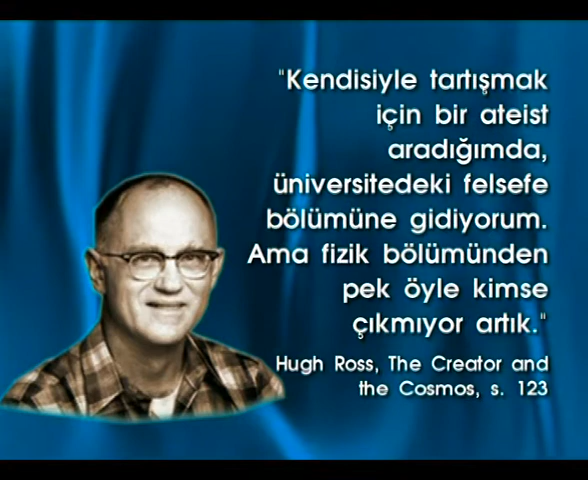 "Kendisiyle tartışmak
için bir ateist
aradığımda,
üniversitedeki felsefe
bölümüne gidiyorum.
Ama fizik bölümünden
pek öyle kimse
çıkmıyor artık."
Hugh Ross, The Creator and
the Cosmos, s. 123